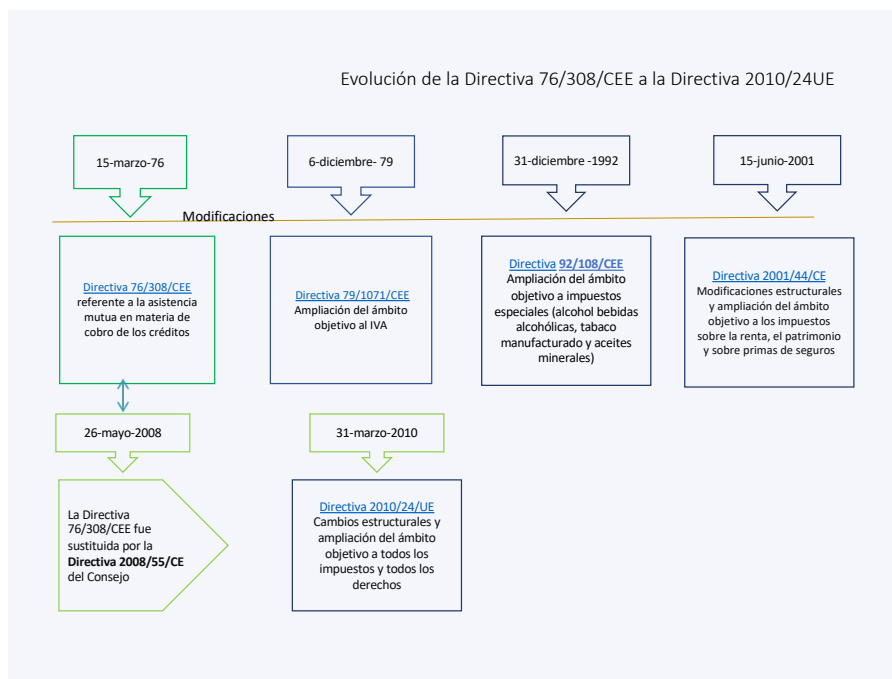 Evolución de la Directiva 76/308/CEE a la Directiva 2010/24UE
15-marzo-76
6-diciembre- 79
31-diciembre -1992
15-junio-2001
Modificaciones
Directiva 76/308/CEE
referente a la asistencia
mutua en materia de
cobro de los créditos
Directiva 79/1071/CEE
Ampliación del ámbito
objetivo al IVA
Directiva 92/108/CEE
Ampliación del ámbito
objetivo a impuestos
especiales (alcohol bebidas
alcohólicas, tabaco
manufacturado y aceites
minerales)
Directiva 2001/44/CE
Modificaciones estructurales
y ampliación del ámbito
objetivo a los impuestos
sobre la renta, el patrimonio
y sobre primas de seguros
26-mayo-2008
31-marzo-2010
La Directiva
76/308/CEE fue
sustituida por la
Directiva 2008/55/CE
del Consejo
Directiva 2010/24/UE
Cambios estructurales y
ampliación del ámbito
objetivo a todos los
impuestos y todos los
derechos